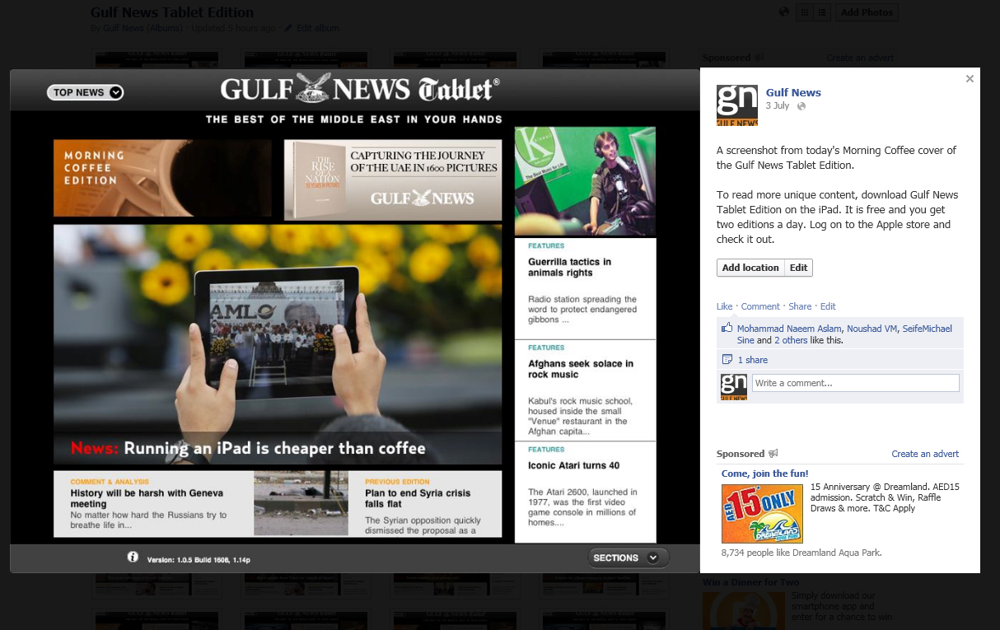 Gulf News Tablet Edition
By Gulf News (Albums) · Updated 5 hours ago · Edit album
Add Photos
Sponsored
Create an advert
TOP NEWS
GULF NEWS Tablet®
THE BEST OF THE MIDDLE EAST IN YOUR HANDS
MORNING
COFFEE
EDITION
THE
RISE
OF A
NATION
CAPTURING THE JOURNEY
OF THE UAE IN 1600 PICTURES
GULF NEWS
K
The Best Music for Life
AMLO
News: Running an iPad is cheaper than coffee
FEATURES
Guerrilla tactics in
animals rights
Radio station spreading the
word to protect endangered
gibbons ...
FEATURES
Afghans seek solace in
rock music
Kabul's rock music school,
housed inside the small
"Venue" restaurant in the
Afghan capita...
FEATURES
Iconic Atari turns 40
The Atari 2600, launched in
1977, was the first video
game console in millions of
homes....
COMMENT & ANALYSIS
History will be harsh with Geneva
meeting
No matter how hard the Russians try to
breathe life in...
PREVIOUS EDITION
Plan to end Syria crisis
falls flat
The Syrian opposition quickly
dismissed the proposal as a
i
Version: 1.0.5 Build 1608, 1.14p
SECTIONS
gn
GULF NEWS
Gulf News
3 July
A screenshot from today's Morning Coffee cover of
the Gulf News Tablet Edition.
To read more unique content, download Gulf News
Tablet Edition on the iPad. It is free and you get
two editions a day. Log on to the Apple store and
check it out.
Add location
Edit
Like · Comment · Share · Edit
Mohammad Naeem Aslam, Noushad VM, SeifeMichael
Sine and 2 others like this.
1 share
gn
GULF NEWS
Write a comment...
Sponsored
Create an advert
Come, join the fun!
AED 15 ONLY
DREAMLAND
15 Anniversary @ Dreamland. AED15
admission. Scratch & Win, Raffle
Draws & more. T&C Apply
8,734 people like Dreamland Aqua Park.
Win a Dinner for Two
Simply download our
smartphone app and
enter for a chance to win